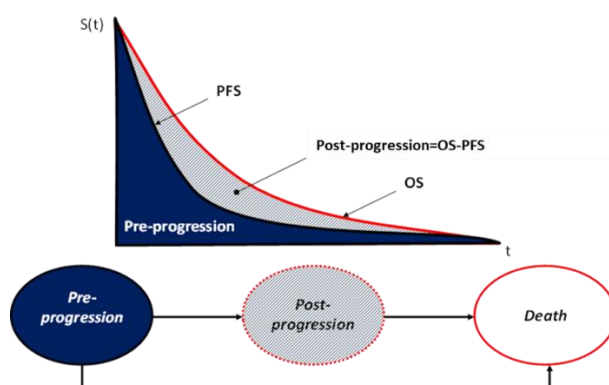 S(t)
PFS
Post-progression=OS-PFS
OS
Pre-progression
t
Pre-
progression
Post-
progression
Death